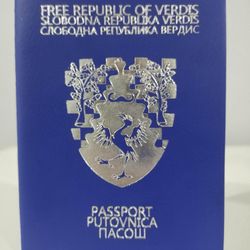 FREE REPUBLIC OF VERDIS
SLOBODNA REPUBLIKA VERDIS
СЛОБОДНА РЕПУБЛИКА ВЕРДИС
PASSPORT
PUTOVNICA
ПАСОШ